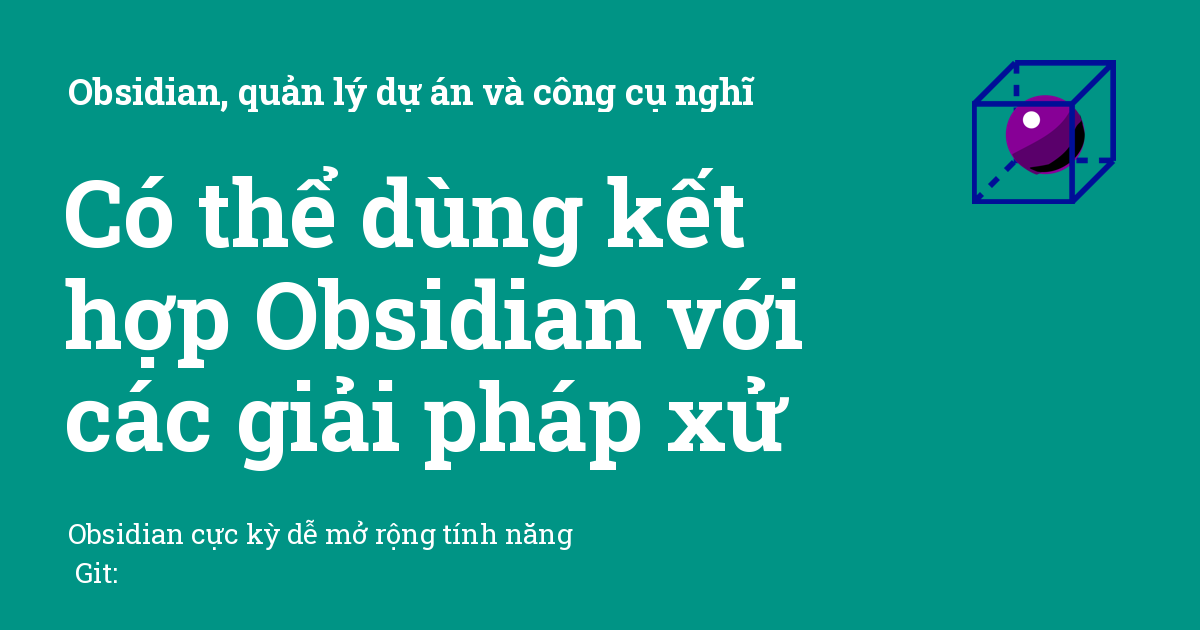 Obsidian, quản lý dự án và công cụ nghĩ
Có thể dùng kết
hợp Obsidian với
các giải pháp xử
Obsidian cực kỳ dễ mở rộng tính năng
Git: